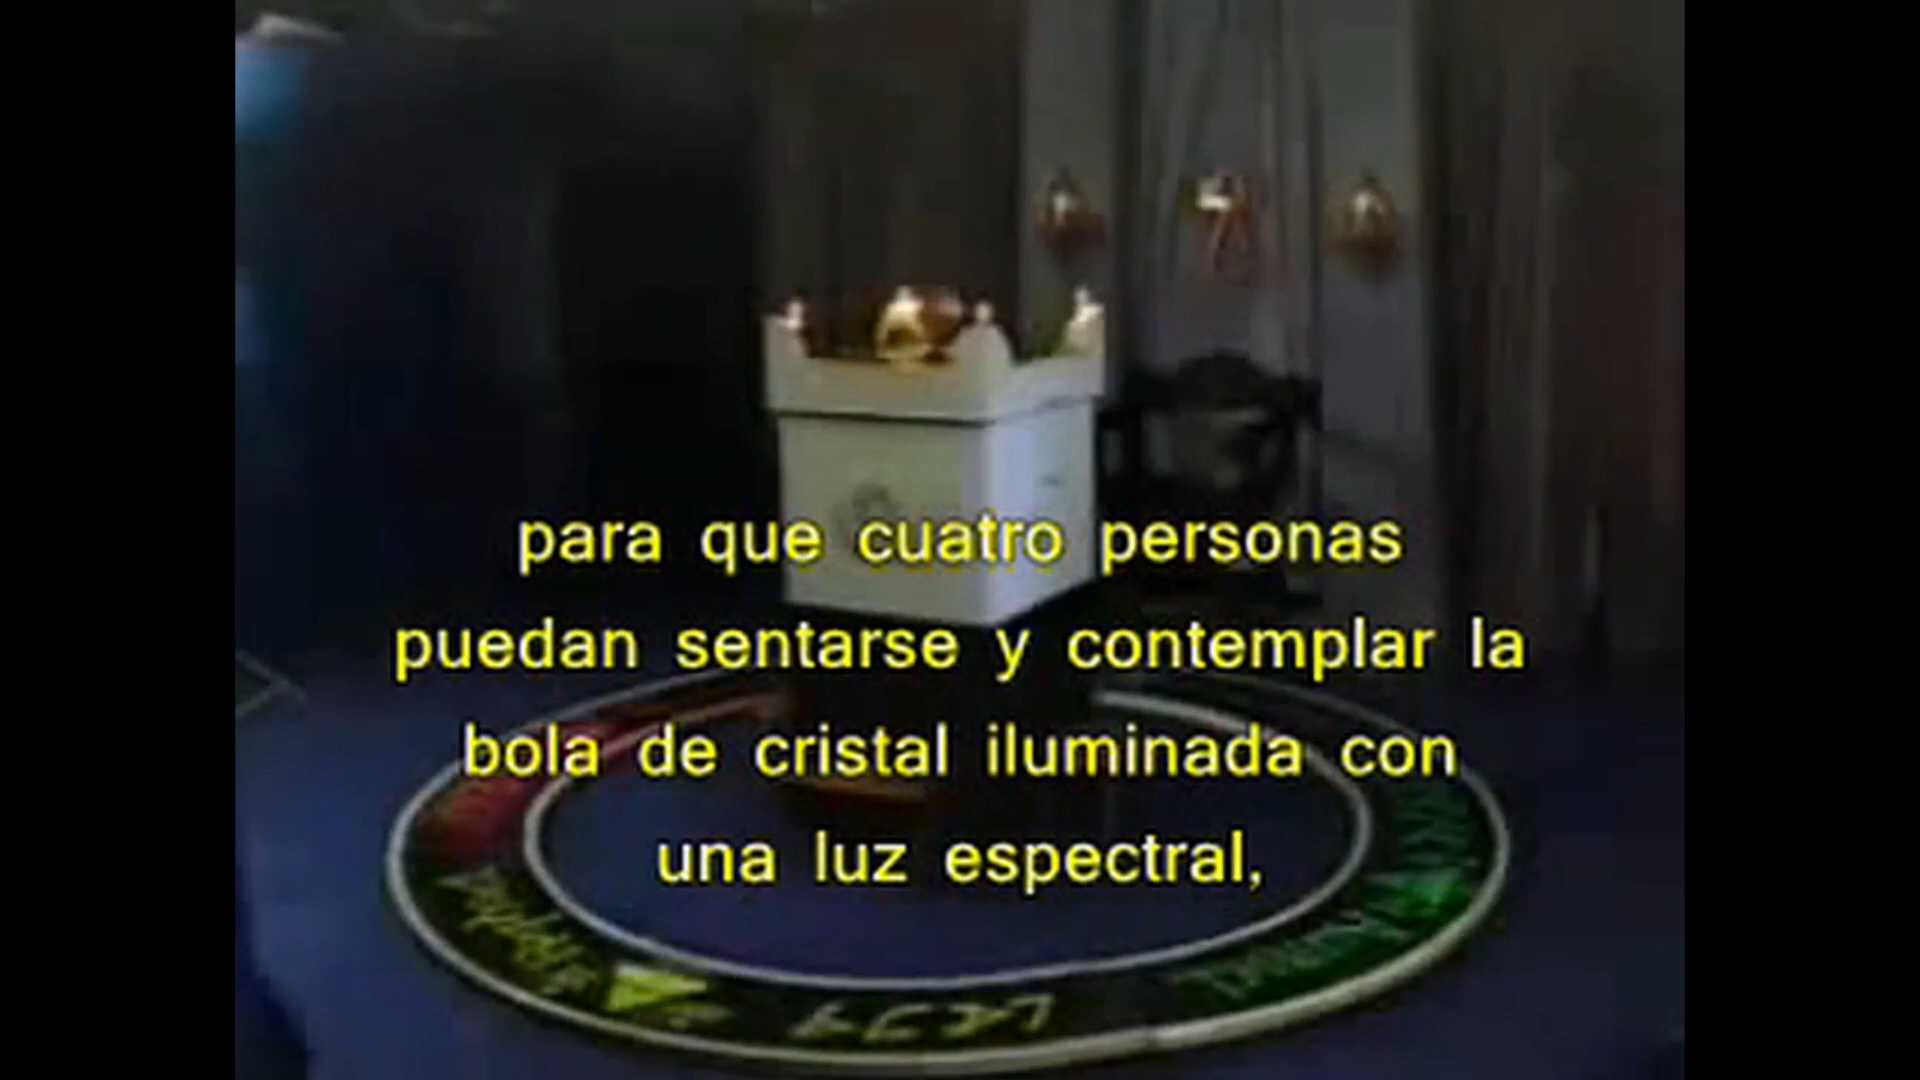 para que cuatro personas
puedan sentarse y contemplar la
bola de cristal iluminada con
una luz espectral,